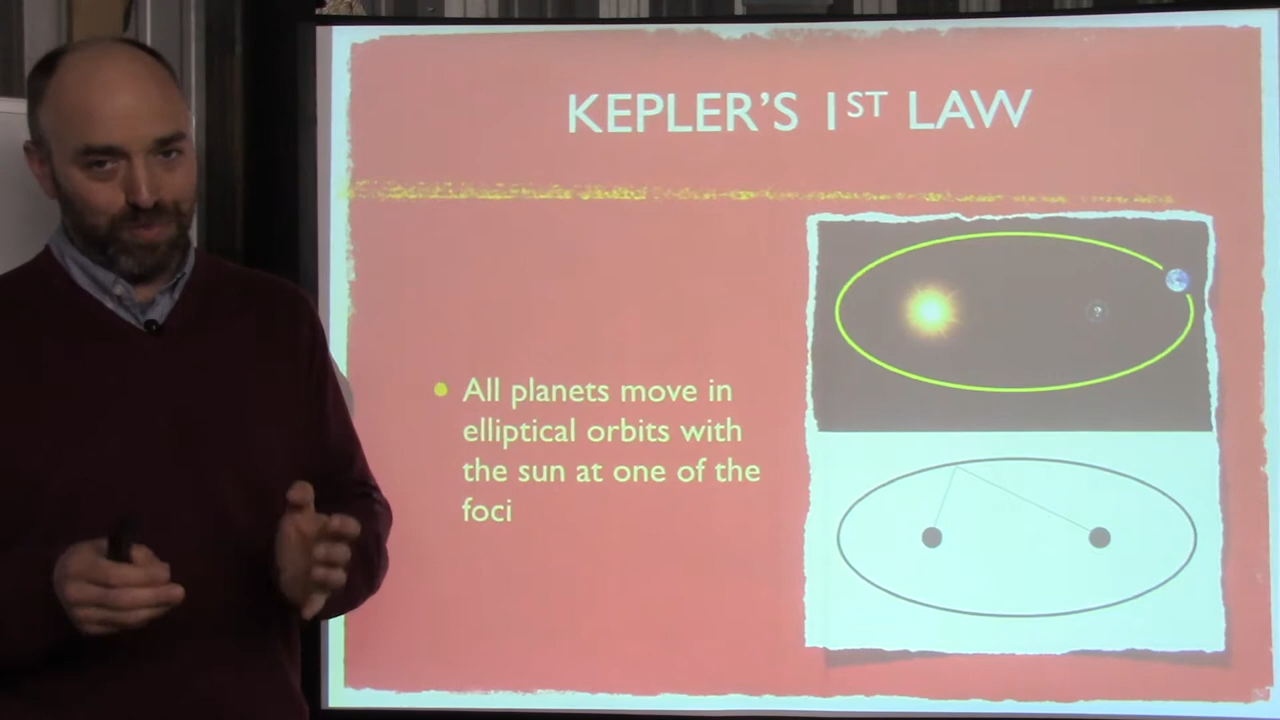 KEPLER'S 1ST LAW
?
All planets move in
elliptical orbits with
the sun at one of the
foci